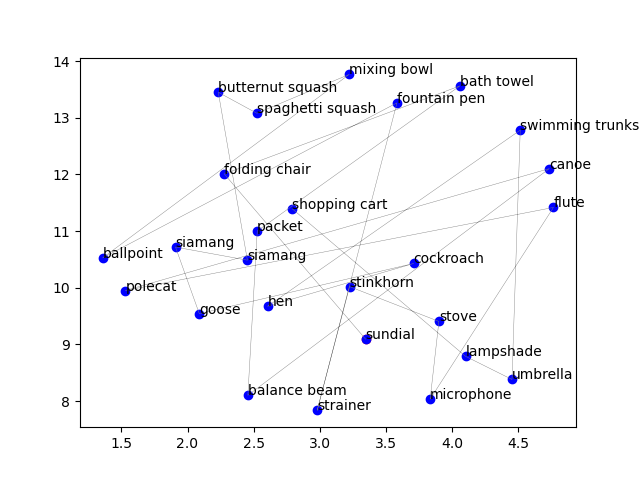 14
mixing bowl
bath towel
butternut squash
fountain pen
spaghetti squash
13
swimming trunks
canoe
12
folding chair
flute
shopping cart
packet
11
siamang
ballpoint
siamang
cockroach
stinkhorn
10
polecat
hen
goose
stove
sundial
9
lampshade
umbrella
balance beam
microphone
8
strainer
1.5
2.0
2.5
3.0
3.5
4.0
4.5